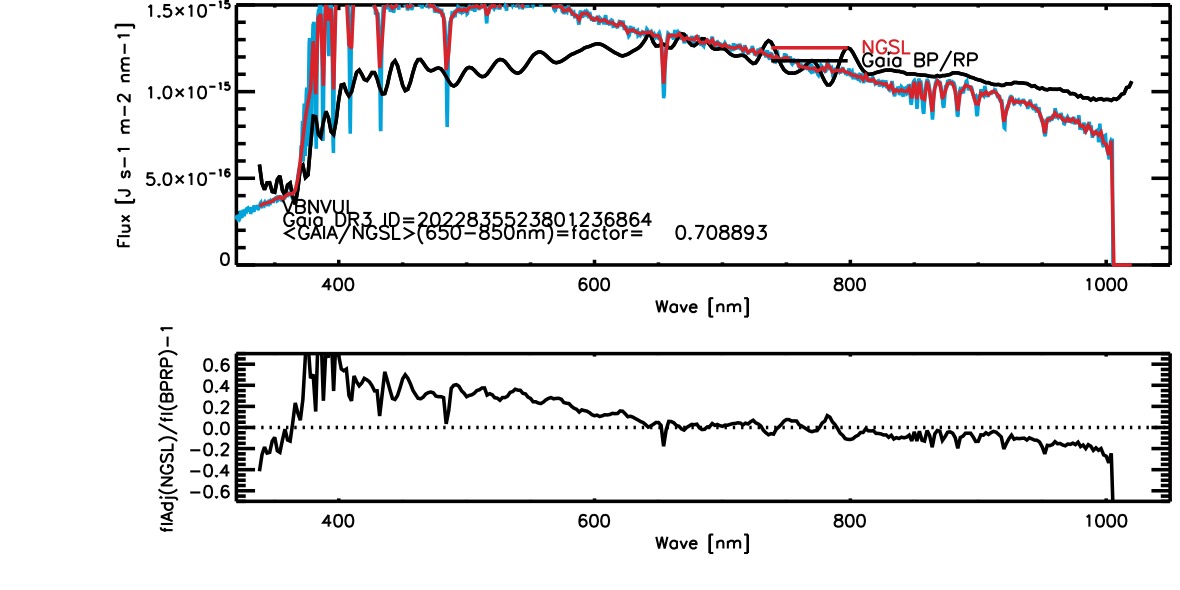 1.5×10⁻¹⁵
1.0×10⁻¹⁵
5.0×10⁻¹⁶
0
Flux [J s−1 m−2 nm−1]
NGSL
Gaia BP/RP
VBNVUL
Gaia DR3 ID=2022835523801236864
<GAIA/NGSL>(650−850nm)=factor= 0.708893
400 600 800 1000
Wave [nm]
flAdj(NGSL)/fl(BPRP)−1
0.6
0.4
0.2
0.0
−0.2
−0.4
−0.6
400 600 800 1000
Wave [nm]